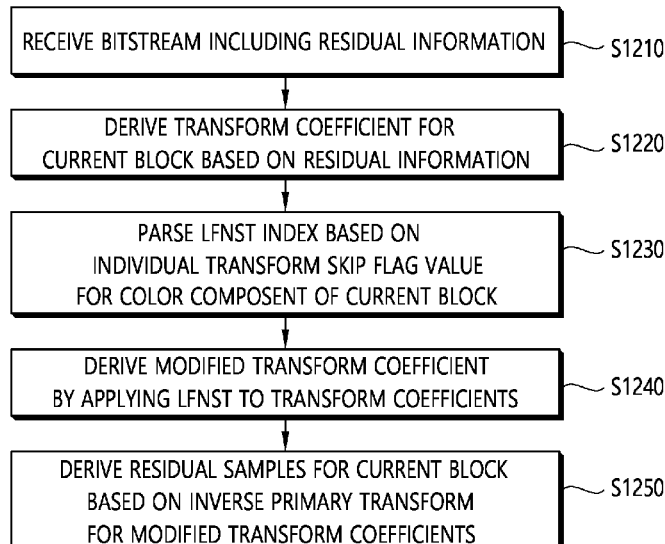 RECEIVE BITSTREAM INCLUDING RESIDUAL INFORMATION
S1210
DERIVE TRANSFORM COEFFICIENT FOR
CURRENT BLOCK BASED ON RESIDUAL INFORMATION
S1220
PARSE LFNST INDEX BASED ON
INDIVIDUAL TRANSFORM SKIP FLAG VALUE
FOR COLOR COMPONENT OF CURRENT BLOCK
S1230
DERIVE MODIFIED TRANSFORM COEFFICIENT
BY APPLYING LFNST TO TRANSFORM COEFFICIENTS
S1240
DERIVE RESIDUAL SAMPLES FOR CURRENT BLOCK
BASED ON INVERSE PRIMARY TRANSFORM
FOR MODIFIED TRANSFORM COEFFICIENTS
S1250